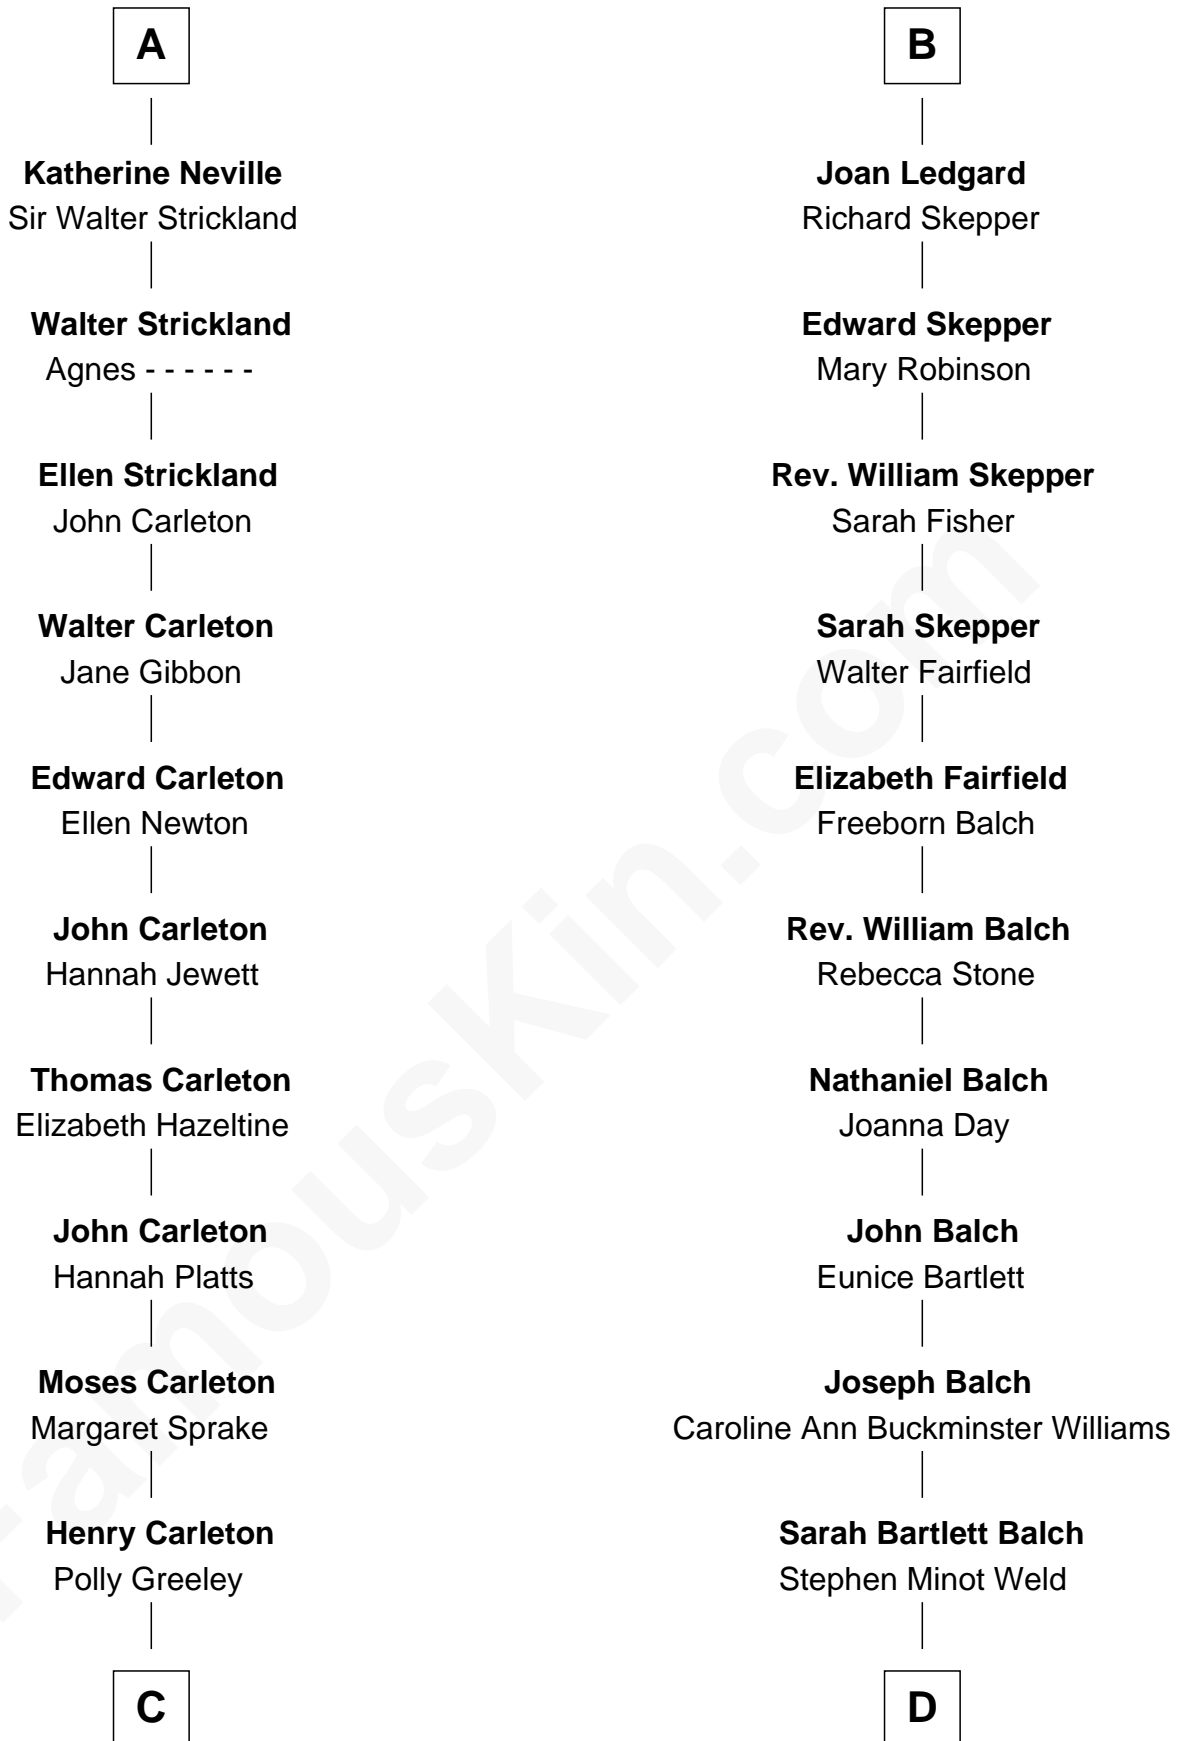 A
Katherine Neville
Sir Walter Strickland
Walter Strickland
Agnes - - - - - -
Ellen Strickland
John Carleton
Walter Carleton
Jane Gibbon
Edward Carleton
Ellen Newton
John Carleton
Hannah Jewett
Thomas Carleton
Elizabeth Hazeltine
John Carleton
Hannah Platts
Moses Carleton
Margaret Sprake
Henry Carleton
Polly Greeley
C
B
Joan Ledgard
Richard Skepper
Edward Skepper
Mary Robinson
Rev. William Skepper
Sarah Fisher
Sarah Skepper
Walter Fairfield
Elizabeth Fairfield
Freeborn Balch
Rev. William Balch
Rebecca Stone
Nathaniel Balch
Joanna Day
John Balch
Eunice Bartlett
Joseph Balch
Caroline Ann Buckminster Williams
Sarah Bartlett Balch
Stephen Minot Weld
D
FamousKin.com